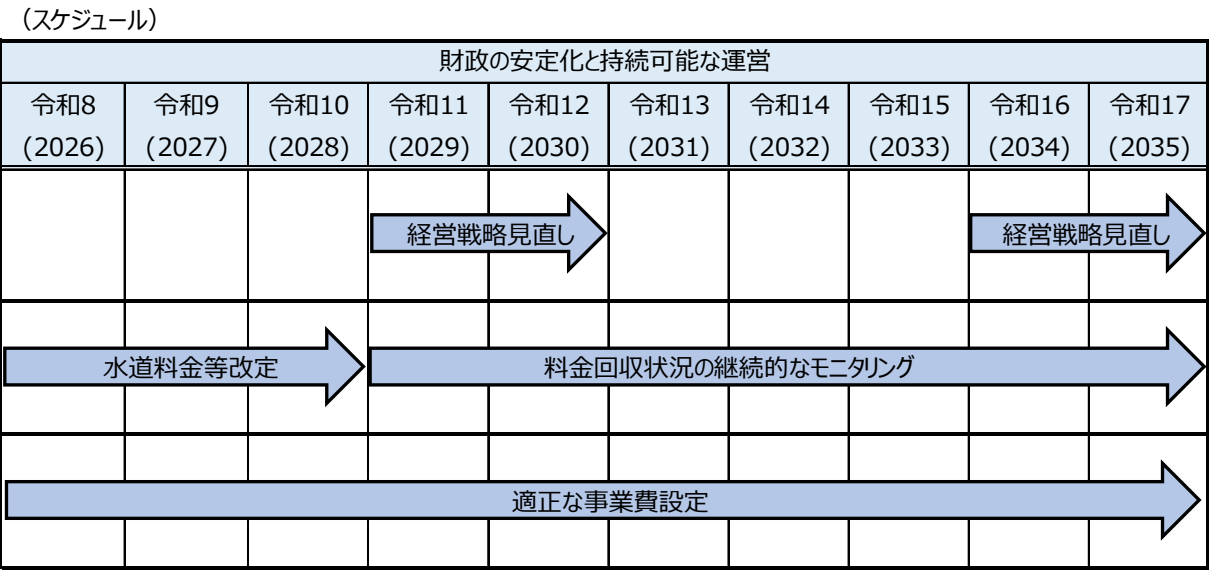 （スケジュール）
財政の安定化と持続可能な運営
令和8 令和9 令和10 令和11 令和12 令和13 令和14 令和15 令和16 令和17
(2026) (2027) (2028) (2029) (2030) (2031) (2032) (2033) (2034) (2035)
経営戦略見直し 経営戦略見直し
水道料金等改定 料金回収状況の継続的なモニタリング
適正な事業費設定